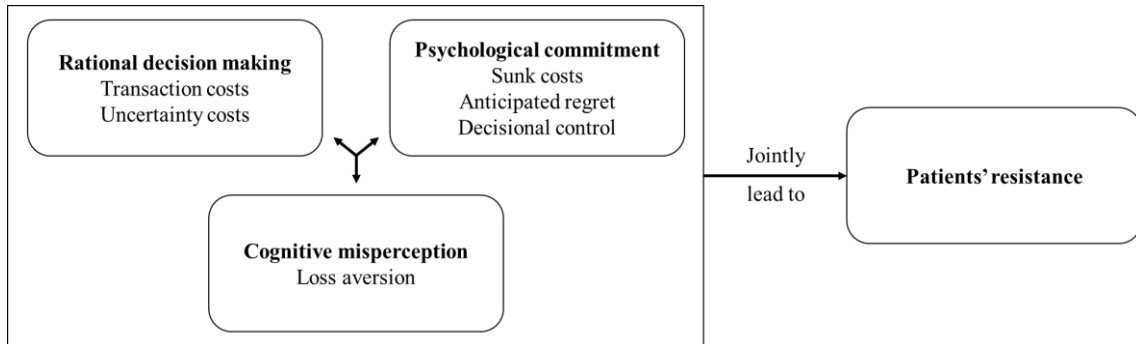 Rational decision making
Transaction costs
Uncertainty costs
Psychological commitment
Sunk costs
Anticipated regret
Decisional control
Cognitive misperception
Loss aversion
Jointly
lead to
Patients’ resistance